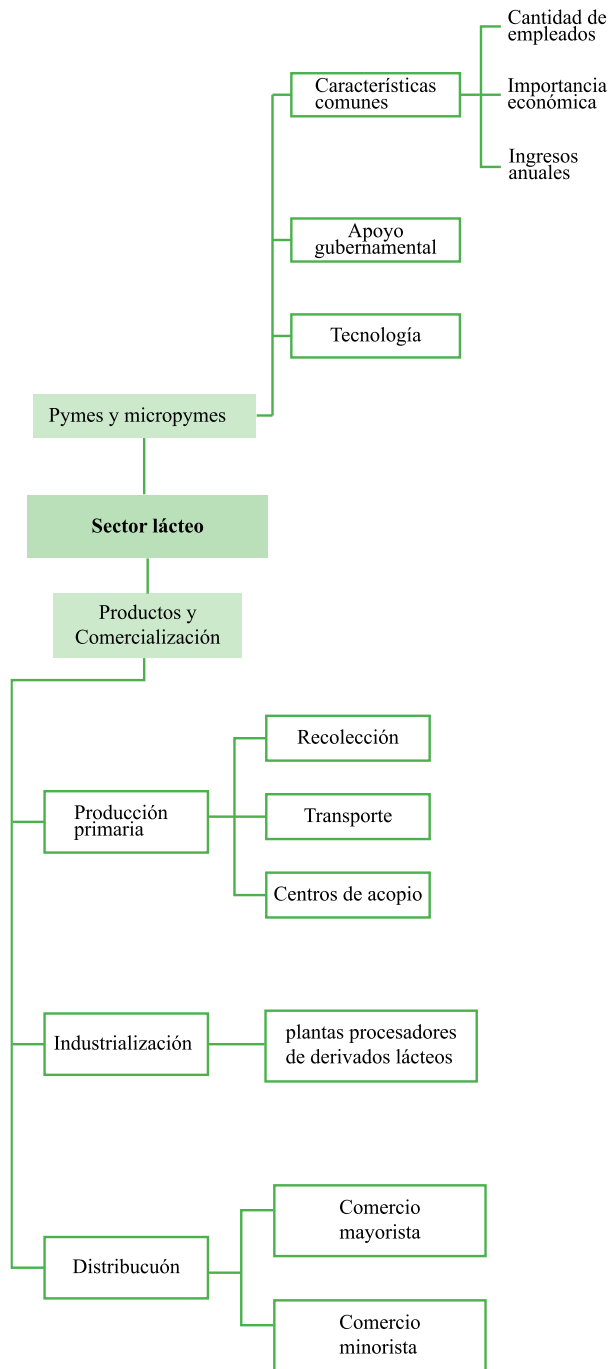 Cantidad de
empleados
Características
comunes
Importancia
económica
Ingresos
anuales
Apoyo
gubernamental
Tecnología
Pymes y micropymes
Sector lácteo
Productos y
Comercialización
Recolección
Producción
primaria
Transporte
Centros de acopio
Industrialización
plantas procesadores
de derivados lácteos
Comercio
mayorista
Distribucuón
Comercio
minorista